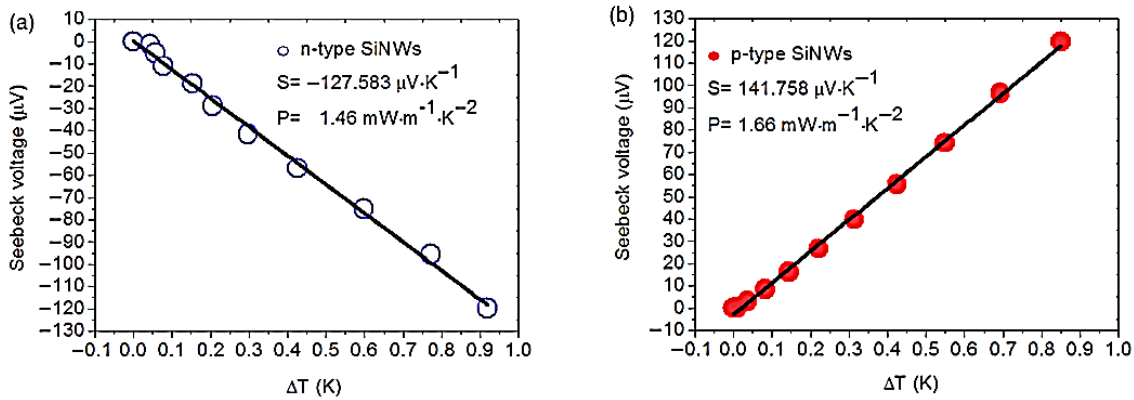 (a)
0
−10
−20
−30
−40
−50
−60
−70
−80
−90
−100
−110
−120
−130
Seebeck voltage (μV)
n-type SiNWs
S= −127.583 μV·K⁻¹
P= 1.46 mW·m⁻¹·K⁻²
−0.1 0.0 0.1 0.2 0.3 0.4 0.5 0.6 0.7 0.8 0.9 1.0
ΔT (K)
(b)
130
120
110
100
90
80
70
60
50
40
30
20
10
0
−10
Seebeck voltage (μV)
p-type SiNWs
S= 141.758 μV·K⁻¹
P= 1.66 mW·m⁻¹·K⁻²
−0.1 0.0 0.1 0.2 0.3 0.4 0.5 0.6 0.7 0.8 0.9 1.0
ΔT (K)